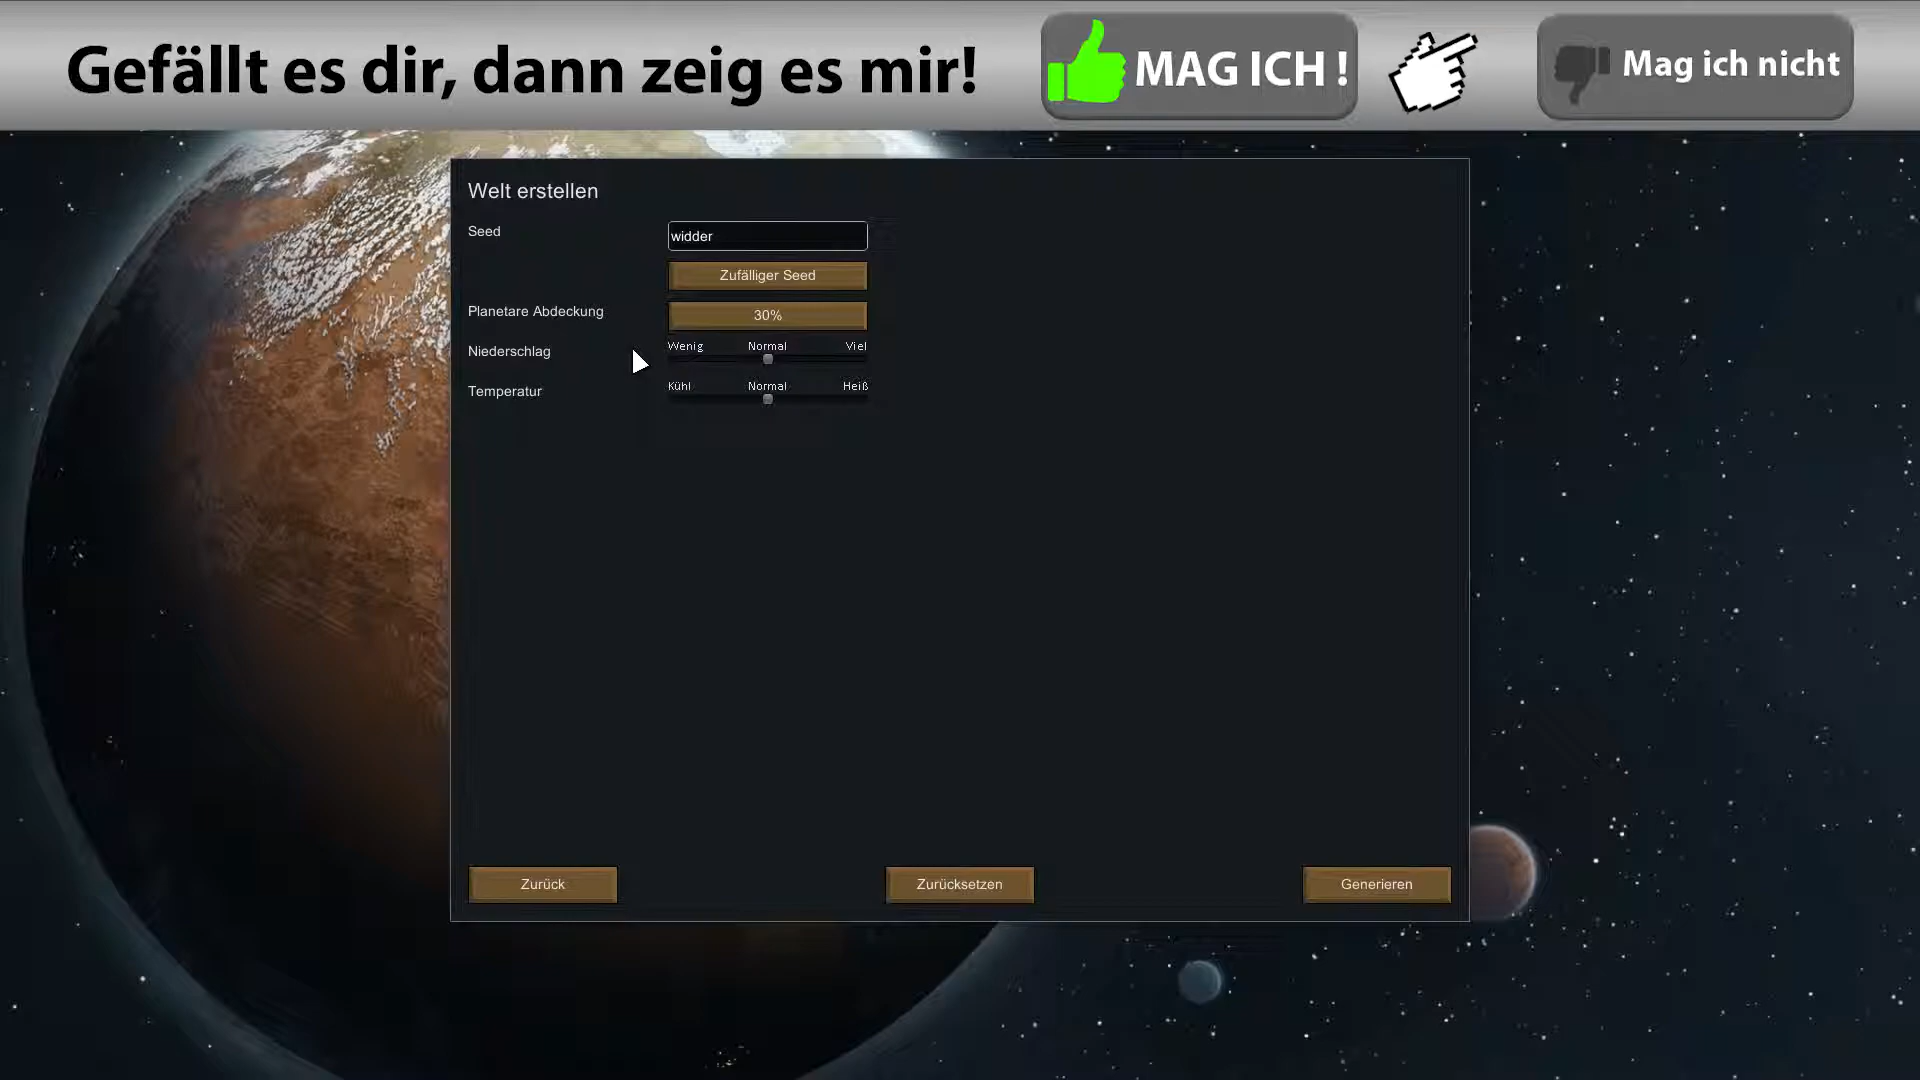 Gefällt es dir, dann zeig es mir!
MAG ICH !
Mag ich nicht
Welt erstellen
Seed
widder
Zufälliger Seed
Planetare Abdeckung
30%
Niederschlag
Wenig Normal Viel
Temperatur
Kühl Normal Heiß
Zurück
Zurücksetzen
Generieren